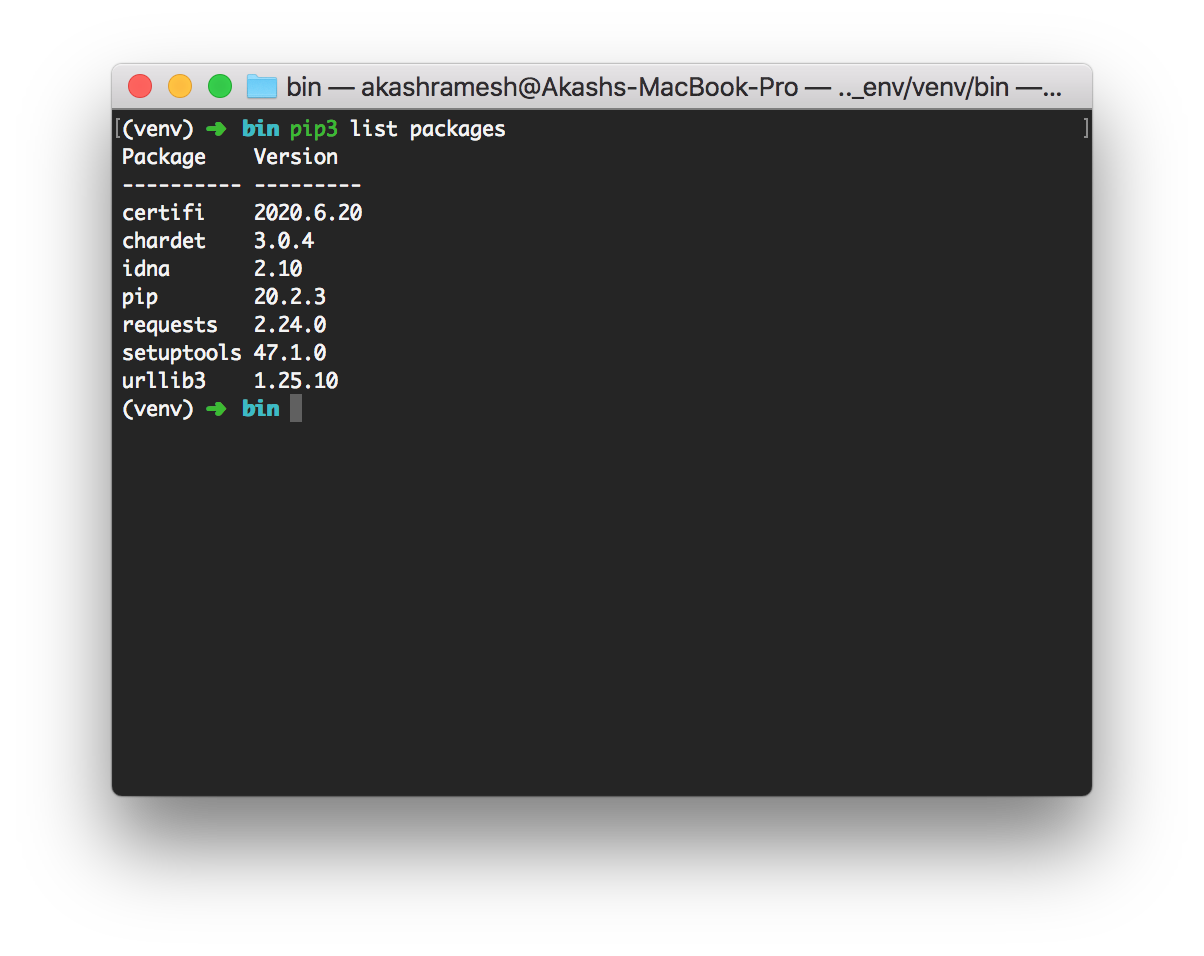 bin — akashramesh@Akashs-MacBook-Pro — .._env/venv/bin —...
[(venv) ➜ bin pip3 list packages ]
Package    Version
---------- ---------
certifi    2020.6.20
chardet    3.0.4
idna       2.10
pip        20.2.3
requests   2.24.0
setuptools 47.1.0
urllib3    1.25.10
(venv) ➜ bin